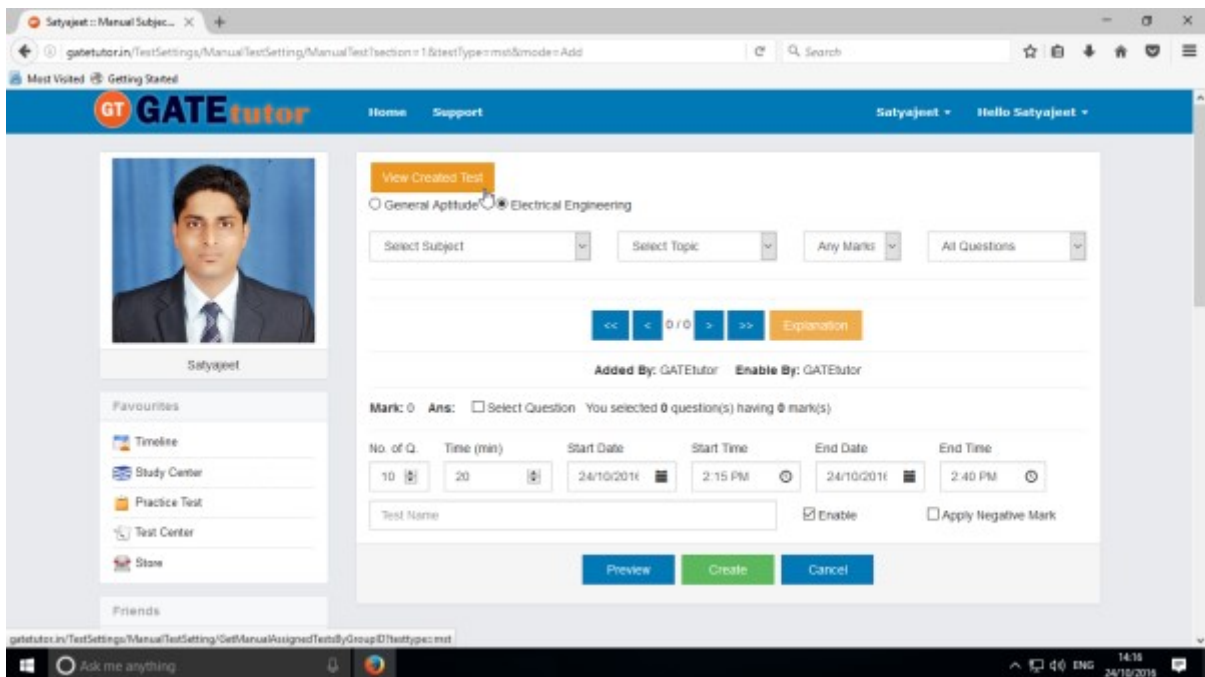 Satyajeet :: Manual Subjec...
gatetutor.in/TestSettings/ManualTestSetting/ManualTest?section=1&testType=mst&mode=Add
Search
Most Visited Getting Started
GT GATEtutor Home Support Satyajeet Hello Satyajeet
View Created Test
General Aptitude Electrical Engineering
Select Subject Select Topic Any Marks All Questions
<< < 0 / 0 > >> Explanation
Satyajeet
Added By: GATEtutor Enable By: GATEtutor
Favourites
Mark: 0 Ans: Select Question You selected 0 question(s) having 0 mark(s)
Timeline
No. of Q. Time (min) Start Date Start Time End Date End Time
Study Center
10 20 24/10/2016 2:15 PM 24/10/2016 2:40 PM
Practice Test
Test Name Enable Apply Negative Mark
Test Center
Store
Preview Create Cancel
Friends
gatetutor.in/TestSettings/ManualTestSetting/GetManualAssignedTestsByGroupID?testtype=mst
Ask me anything ENG 14:16
24/10/2016